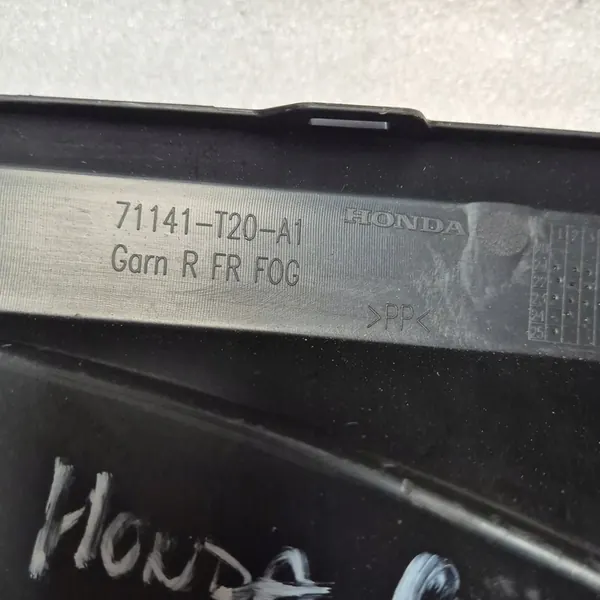 71141-T20-A1 HONDA
Garn R FR FOG
>PP<
HONDA C